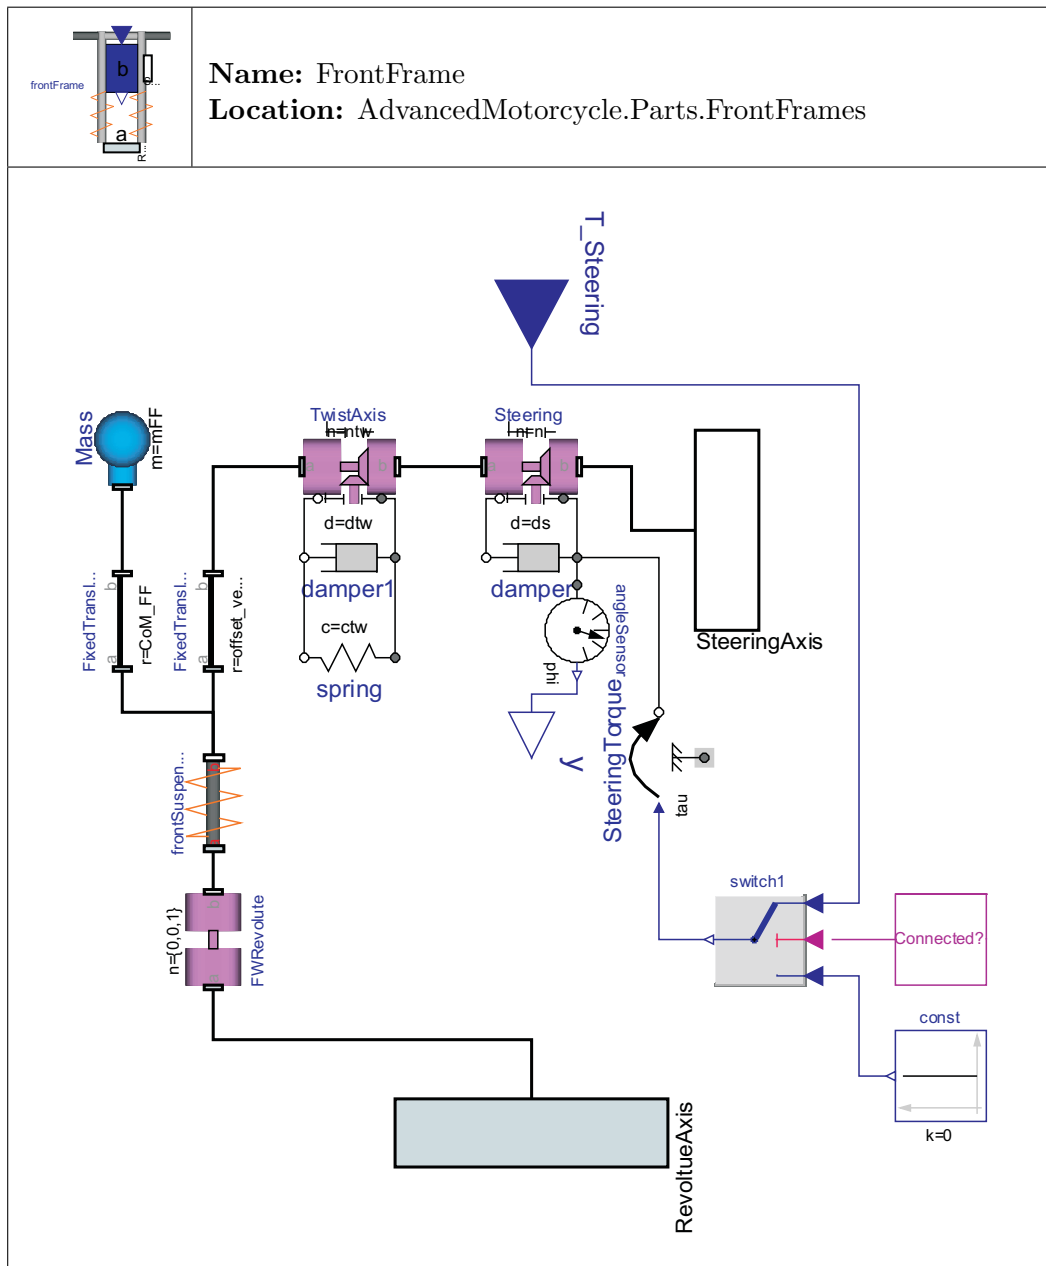 b
frontFrame
a
R...
Name: FrontFrame
Location: AdvancedMotorcycle.Parts.FrontFrames
T_Steering
Mass
m=mFF
TwistAxis
n=ntw
a
b
Steering
n=n
a
b
d=dtw
damper1
c=ctw
spring
d=ds
damper
angleSensor
phi
y
SteeringAxis
FixedTransl...
b
a
r=CoM_FF
FixedTransl...
b
a
r=offset_ve...
SteeringTorque
tau
frontSuspen...
switch1
Connected?
n={0,0,1}
b
a
FWRevolute
const
k=0
RevoltueAxis